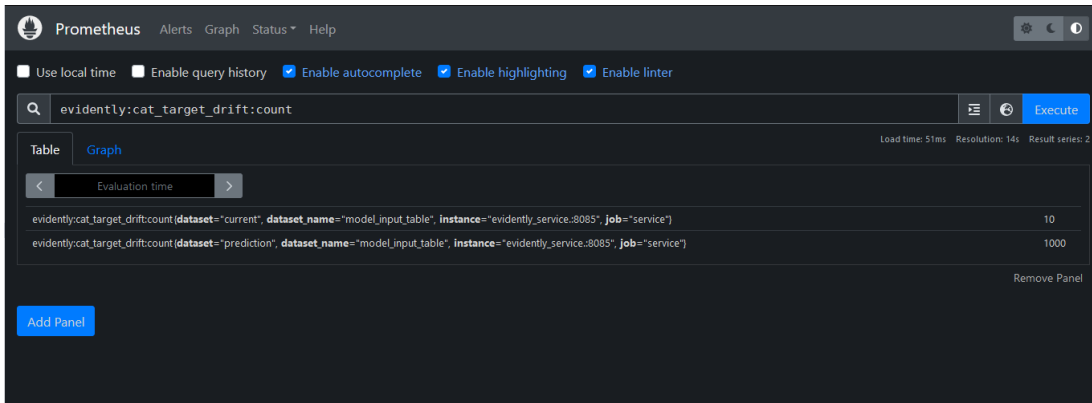 Prometheus Alerts Graph Status Help
Use local time Enable query history Enable autocomplete Enable highlighting Enable linter
evidently:cat_target_drift:count Execute
Load time: 51ms Resolution: 14s Result series: 2
Table Graph
Evaluation time
evidently:cat_target_drift:count{dataset="current", dataset_name="model_input_table", instance="evidently_service.:8085", job="service"} 10
evidently:cat_target_drift:count{dataset="prediction", dataset_name="model_input_table", instance="evidently_service.:8085", job="service"} 1000
Remove Panel
Add Panel